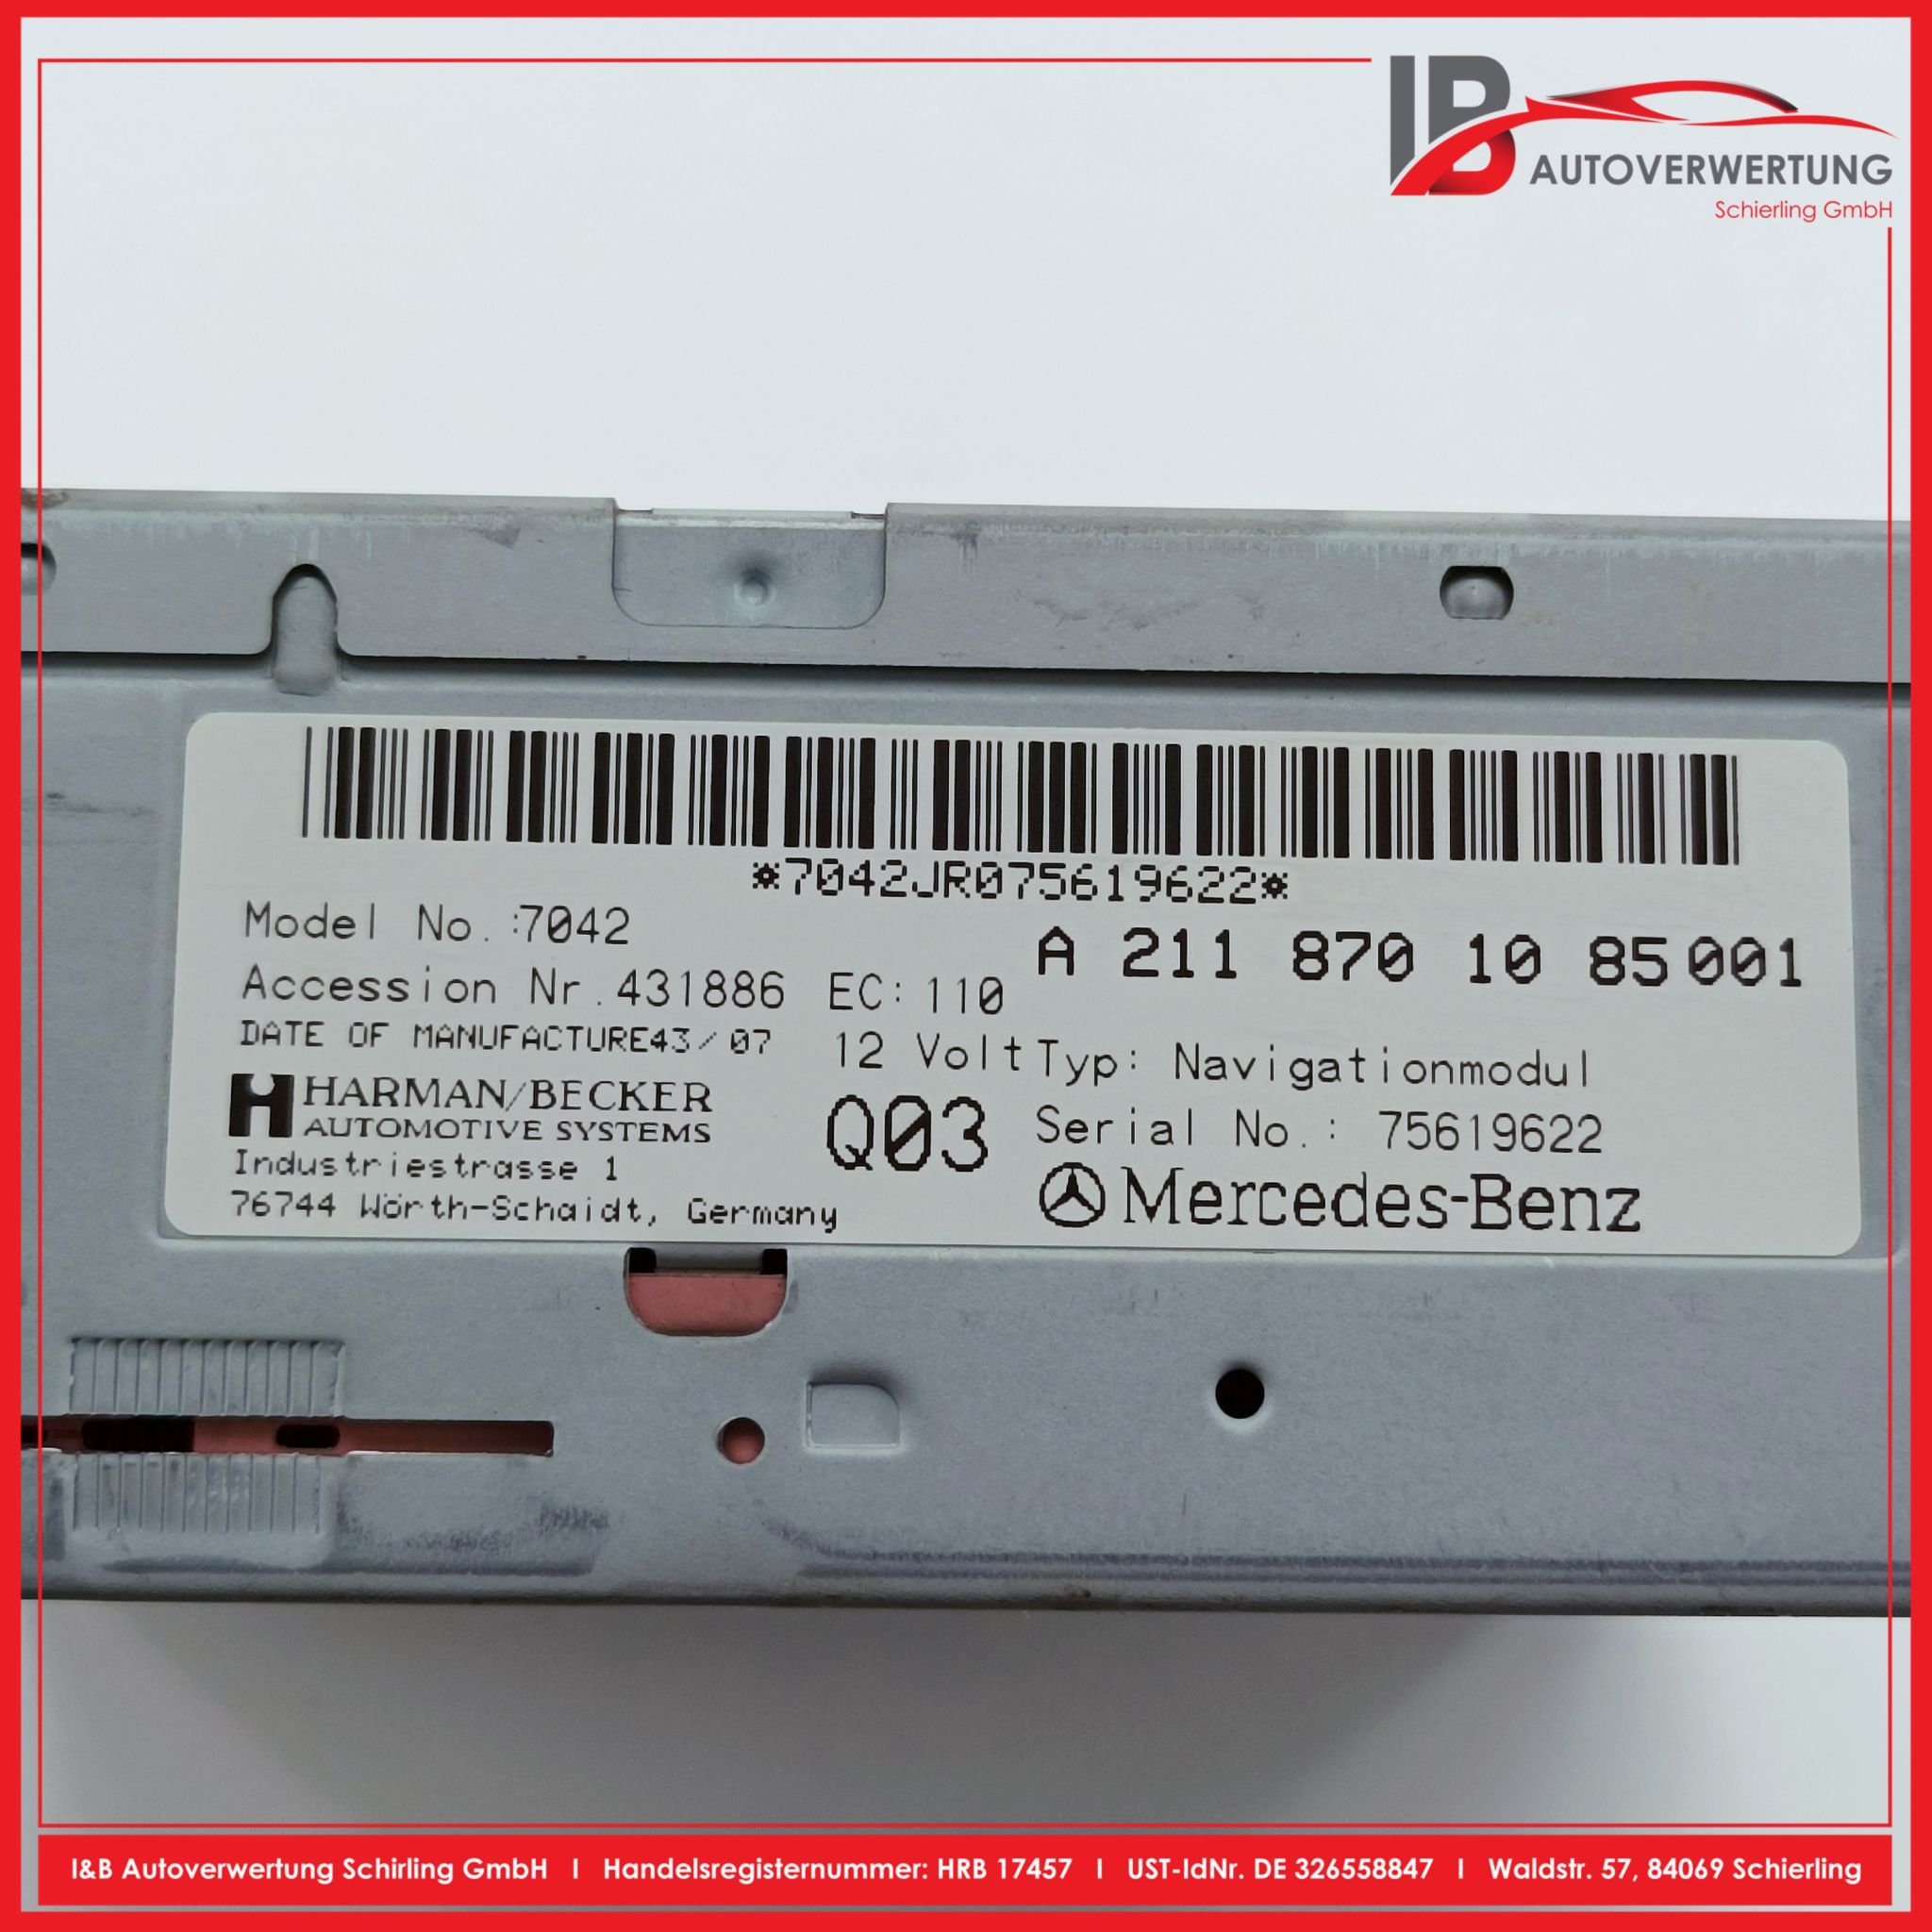 IB
AUTOVERWERTUNG
Schierling GmbH
*7042JR075619622*
Model No.:7042
A 211 870 10 85 001
Accession Nr.431886 EC:110
DATE OF MANUFACTURE43/07
12 Volt Typ: Navigationmodul
HARMAN/BECKER
AUTOMOTIVE SYSTEMS
Q03
Serial No.: 75619622
Industriestrasse 1
76744 Wörth-Schaidt, Germany
Mercedes-Benz
I&B Autoverwertung Schirling GmbH I Handelsregisternummer: HRB 17457 I UST-IdNr. DE 326558847 I Waldstr. 57, 84069 Schierling